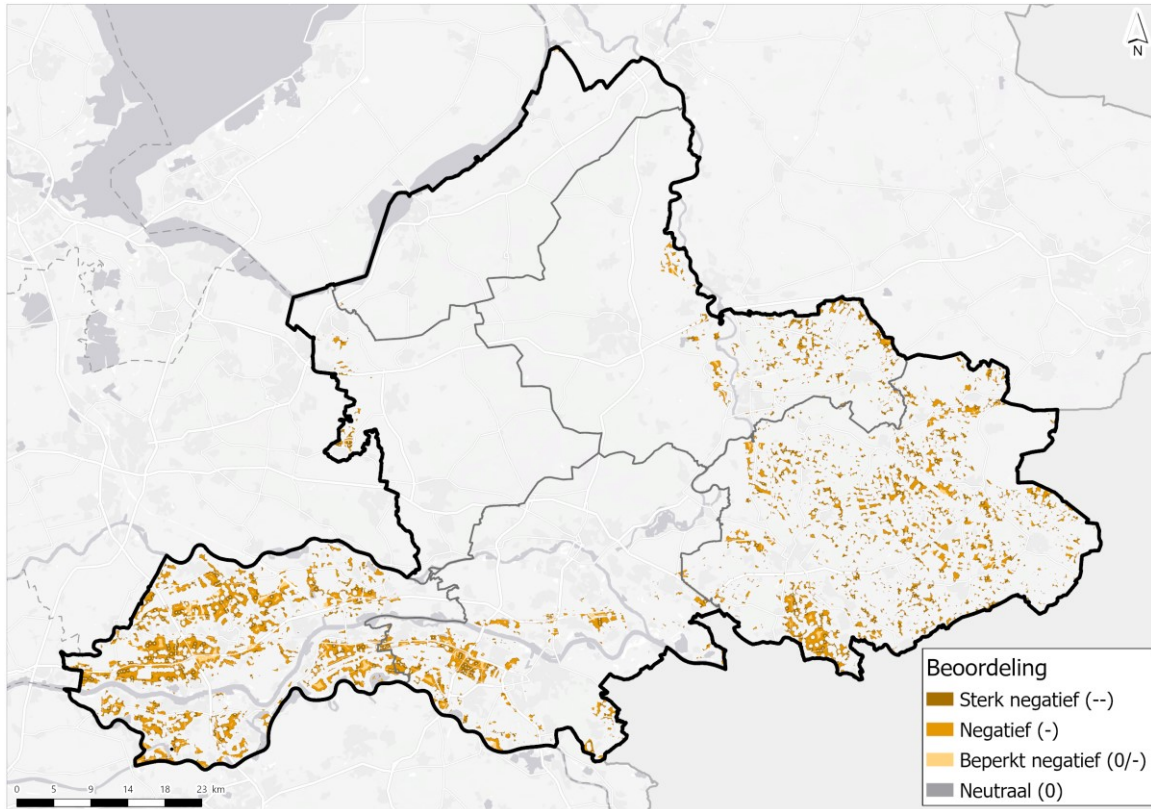 N
Beoordeling
Sterk negatief (--)
Negatief (-)
Beperkt negatief (0/-)
Neutraal (0)
0 5 9 14 18 23 km